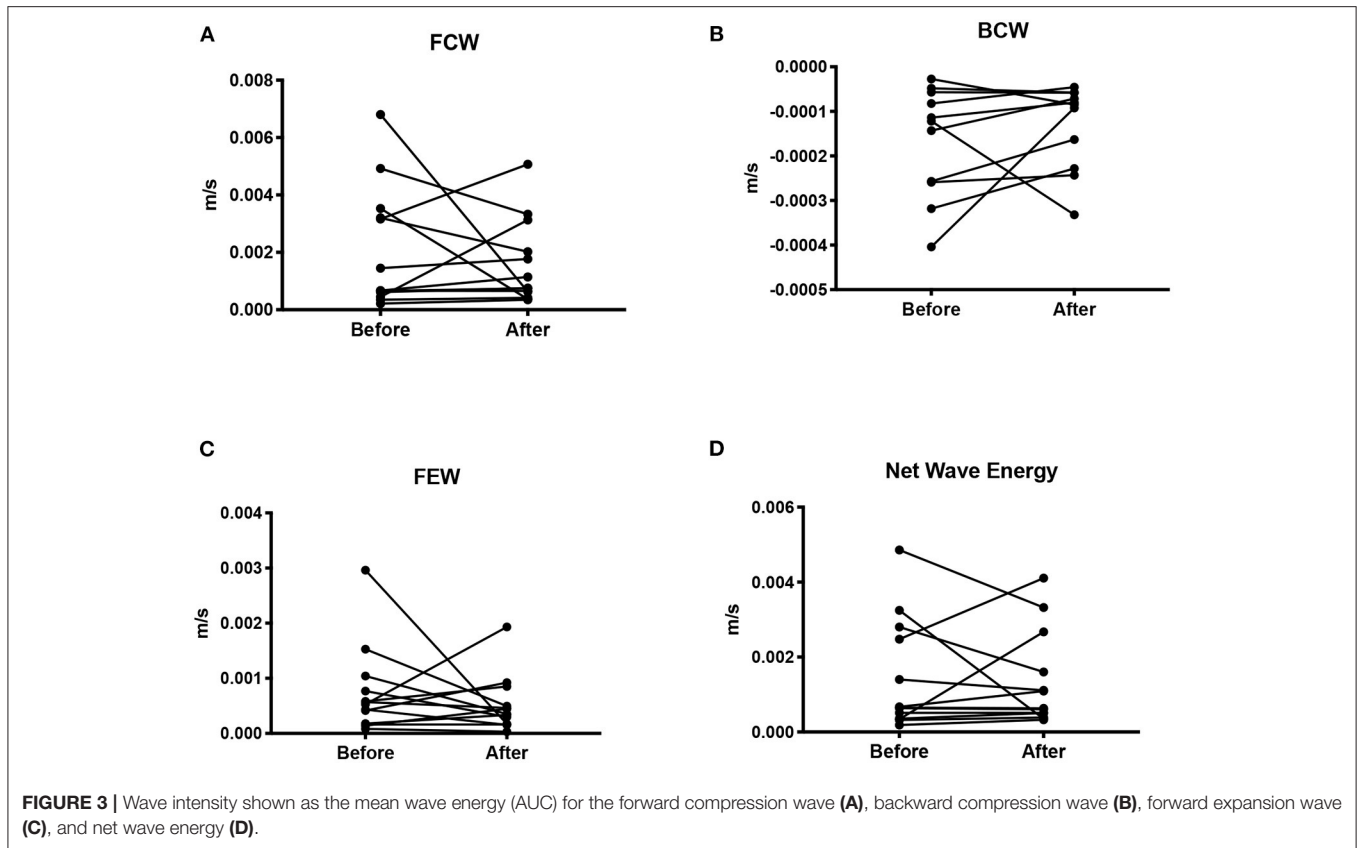 A
FCW
0.008
0.006
0.004
0.002
0.000
m/s
Before After
B
BCW
0.0000
-0.0001
-0.0002
-0.0003
-0.0004
-0.0005
m/s
Before After
C
FEW
0.004
0.003
0.002
0.001
0.000
m/s
Before After
D
Net Wave Energy
0.006
0.004
0.002
0.000
m/s
Before After
FIGURE 3 | Wave intensity shown as the mean wave energy (AUC) for the forward compression wave (A), backward compression wave (B), forward expansion wave
(C), and net wave energy (D).